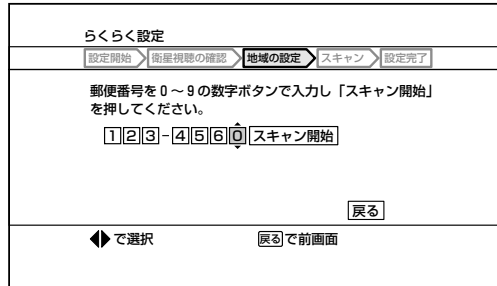 らくらく設定
設定開始 衛星視聴の確認 地域の設定 スキャン 設定完了
郵便番号を0～9の数字ボタンで入力し「スキャン開始」
を押してください。
123-4560 スキャン開始
戻る
で選択 戻るで前画面